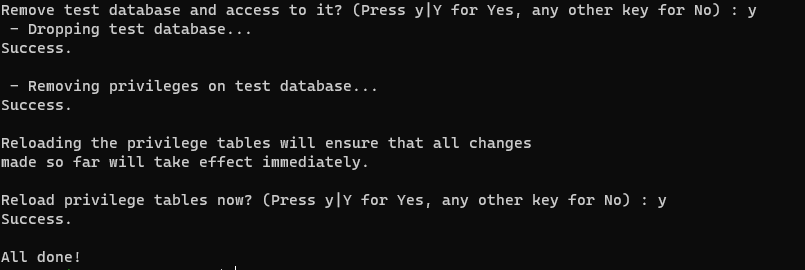 Remove test database and access to it? (Press y|Y for Yes, any other key for No) : y
 - Dropping test database...
Success.

 - Removing privileges on test database...
Success.

Reloading the privilege tables will ensure that all changes
made so far will take effect immediately.

Reload privilege tables now? (Press y|Y for Yes, any other key for No) : y
Success.

All done!